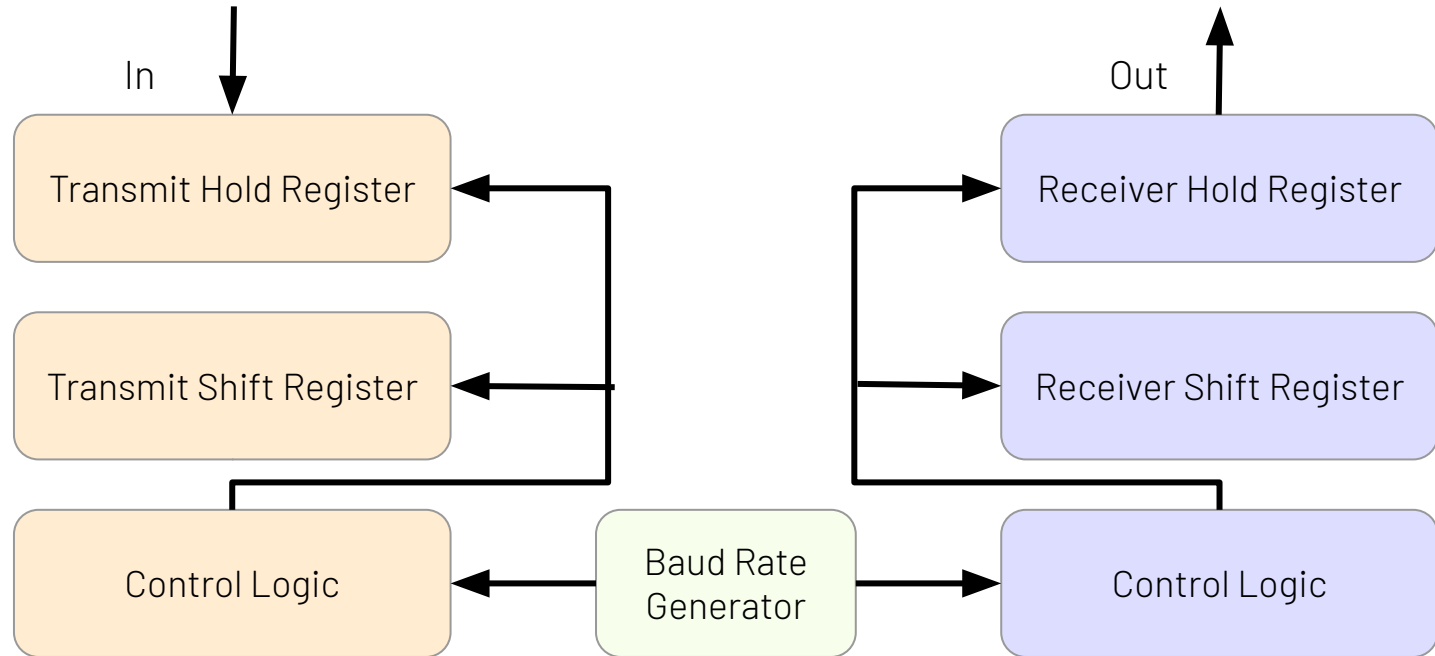 In
Out
Transmit Hold Register
Receiver Hold Register
Transmit Shift Register
Receiver Shift Register
Control Logic
Baud Rate
Generator
Control Logic